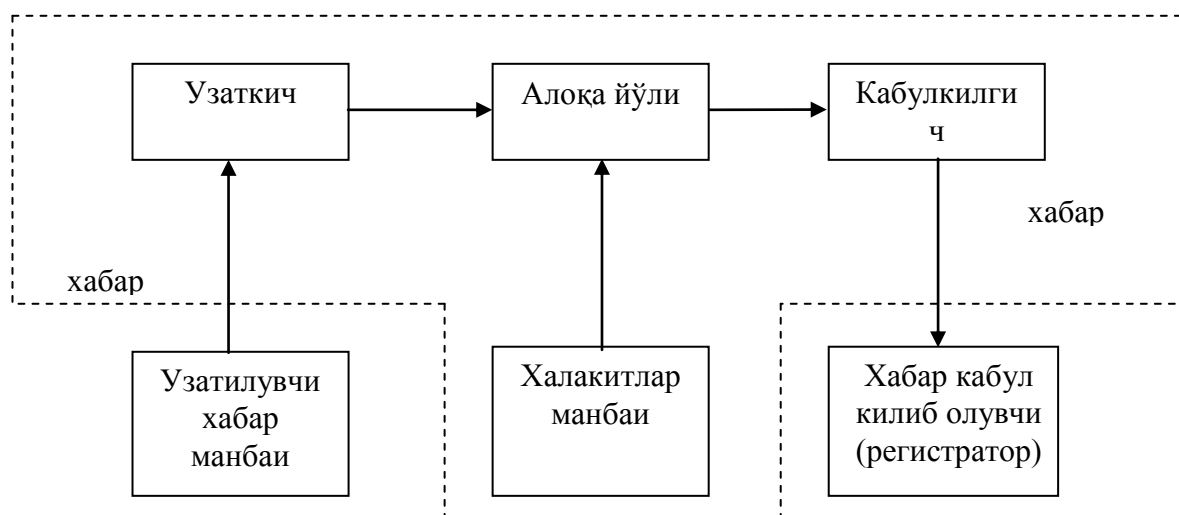 Узаткич
Алоқа йўли
Кабулкилги
ч
хабар
хабар
Узатилувчи
хабар
манбаи
Халакитлар
манбаи
Хабар кабул
килиб олувчи
(регистратор)